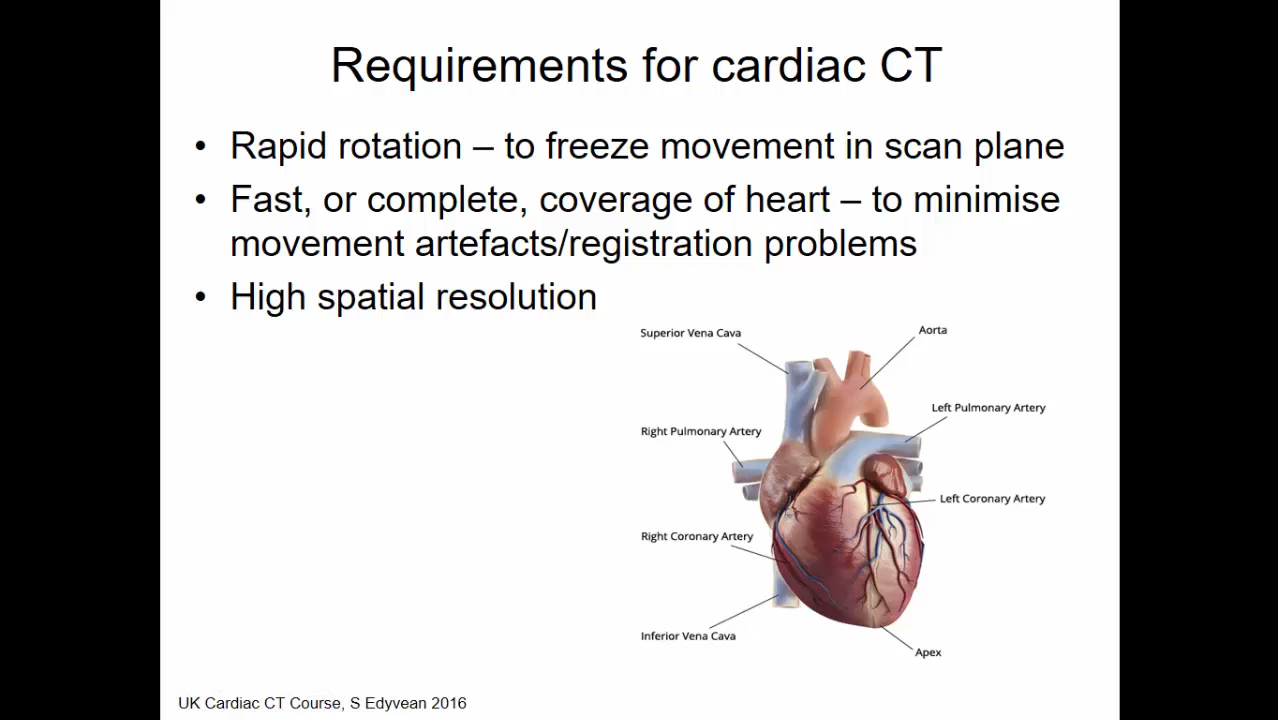 Requirements for cardiac CT
• Rapid rotation – to freeze movement in scan plane
• Fast, or complete, coverage of heart – to minimise
movement artefacts/registration problems
• High spatial resolution
Superior Vena Cava
Aorta
Left Pulmonary Artery
Right Pulmonary Artery
Left Coronary Artery
Right Coronary Artery
Inferior Vena Cava
Apex
UK Cardiac CT Course, S Edyvean 2016